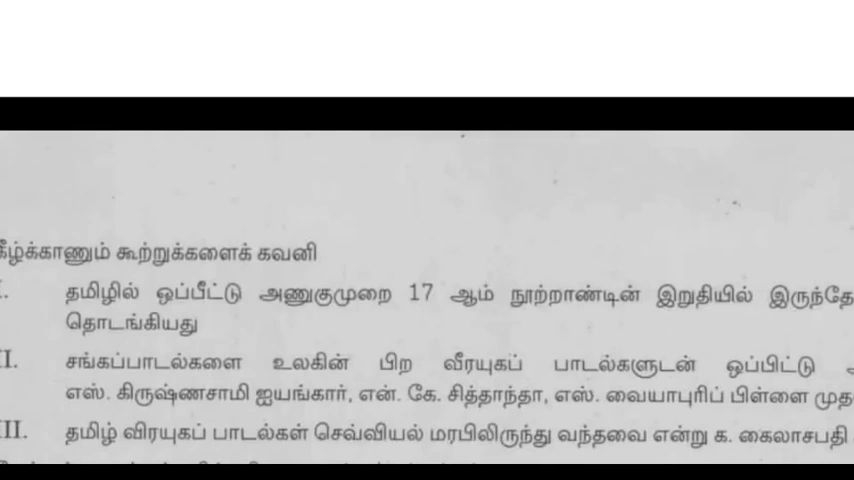 கீழ்க்காணும் கூற்றுக்களைக் கவனி
I. தமிழில் ஒப்பீட்டு அணுகுமுறை 17 ஆம் நூற்றாண்டின் இறுதியில்
தொடங்கியது
II. சங்கப்பாடல்களை உலகின் பிற வீரயுகப் பாடல்களுடன் ஒப்பிட்டு
எஸ். கிருஷ்ணசாமி ஐயங்கார், என். கே. சித்தாந்தா, எஸ். வையாபுரிப் பிள்ளை
III. தமிழ் விரயுகப் பாடல்கள் செவ்வியல் மரபிலிருந்து வந்தவை என்று க. கைலாசபதி